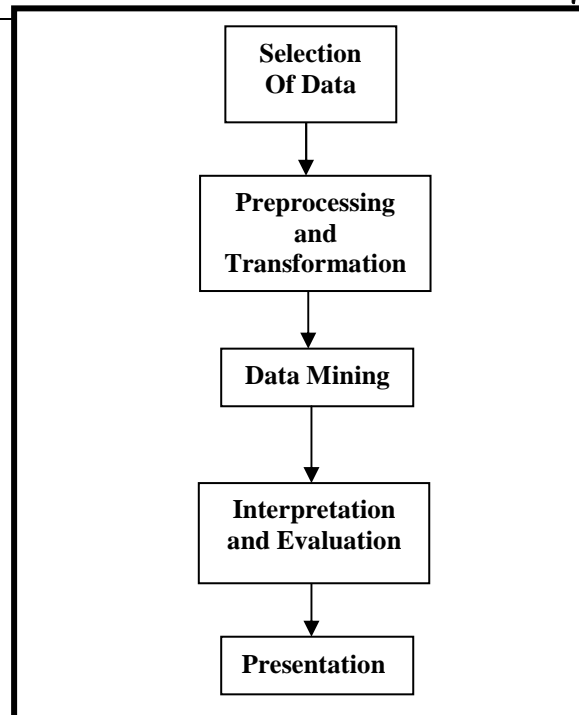 Selection
Of Data
Preprocessing
and
Transformation
Data Mining
Interpretation
and Evaluation
Presentation